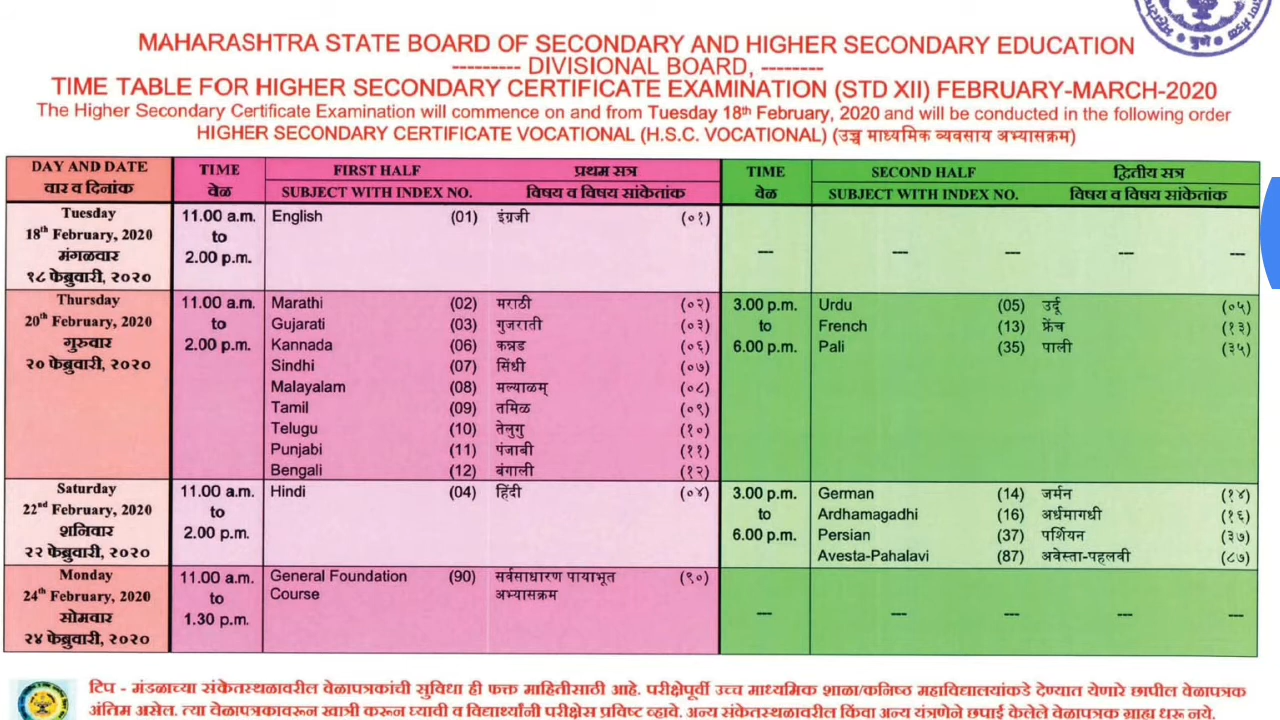 MAHARASHTRA STATE BOARD OF SECONDARY AND HIGHER SECONDARY EDUCATION
--------- DIVISIONAL BOARD, --------
TIME TABLE FOR HIGHER SECONDARY CERTIFICATE EXAMINATION (STD XII) FEBRUARY-MARCH-2020
The Higher Secondary Certificate Examination will commence on and from Tuesday 18th February, 2020 and will be conducted in the following order
HIGHER SECONDARY CERTIFICATE VOCATIONAL (H.S.C. VOCATIONAL) (उच्च माध्यमिक व्यवसाय अभ्यासक्रम)
DAY AND DATE TIME FIRST HALF प्रथम सत्र TIME SECOND HALF द्वितीय सत्र
वार व दिनांक वेळ SUBJECT WITH INDEX NO. विषय व विषय सांकेतांक वेळ SUBJECT WITH INDEX NO. विषय व विषय सांकेतांक
Tuesday 11.00 a.m. English (01) इंग्रजी (०१)
18th February, 2020 to
मंगळवार 2.00 p.m. --- --- --- ---
१८ फेब्रुवारी, २०२०
Thursday 11.00 a.m. Marathi (02) मराठी (०२) 3.00 p.m. Urdu (05) उर्दू (०५)
20th February, 2020 to Gujarati (03) गुजराती (०३) to French (13) फ्रेंच (१३)
गुरुवार 2.00 p.m. Kannada (06) कन्नड (०६) 6.00 p.m. Pali (35) पाली (३५)
२० फेब्रुवारी, २०२० Sindhi (07) सिंधी (०७)
Malayalam (08) मल्याळम् (०८)
Tamil (09) तमिळ (०९)
Telugu (10) तेलुगु (१०)
Punjabi (11) पंजाबी (११)
Bengali (12) बंगाली (१२)
Saturday 11.00 a.m. Hindi (04) हिंदी (०४) 3.00 p.m. German (14) जर्मन (१४)
22nd February, 2020 to to Ardhamagadhi (16) अर्धमागधी (१६)
शनिवार 2.00 p.m. 6.00 p.m. Persian (37) पर्शियन (३७)
२२ फेब्रुवारी, २०२० Avesta-Pahalavi (87) अवेस्ता-पहलवी (८७)
Monday 11.00 a.m. General Foundation (90) सर्वसाधारण पायाभूत (९०)
24th February, 2020 to Course अभ्यासक्रम
सोमवार 1.30 p.m. --- --- --- ---
२४ फेब्रुवारी, २०२०
टिप - मंडळाच्या संकेतस्थळावरील वेळापत्रकांची सुविधा ही फक्त माहितीसाठी आहे. परीक्षेपूर्वी उच्च माध्यमिक शाळा/कनिष्ठ महाविद्यालयांकडे देण्यात येणारे छापील वेळापत्रक
अंतिम असेल. त्या वेळापत्रकावरून खात्री करून घ्यावी व विद्यार्थ्यांनी परीक्षेस प्रविष्ट व्हावे. अन्य संकेतस्थळावरील किंवा अन्य यंत्रणेने छपाई केलेले वेळापत्रक ग्राह्य धरू नये.